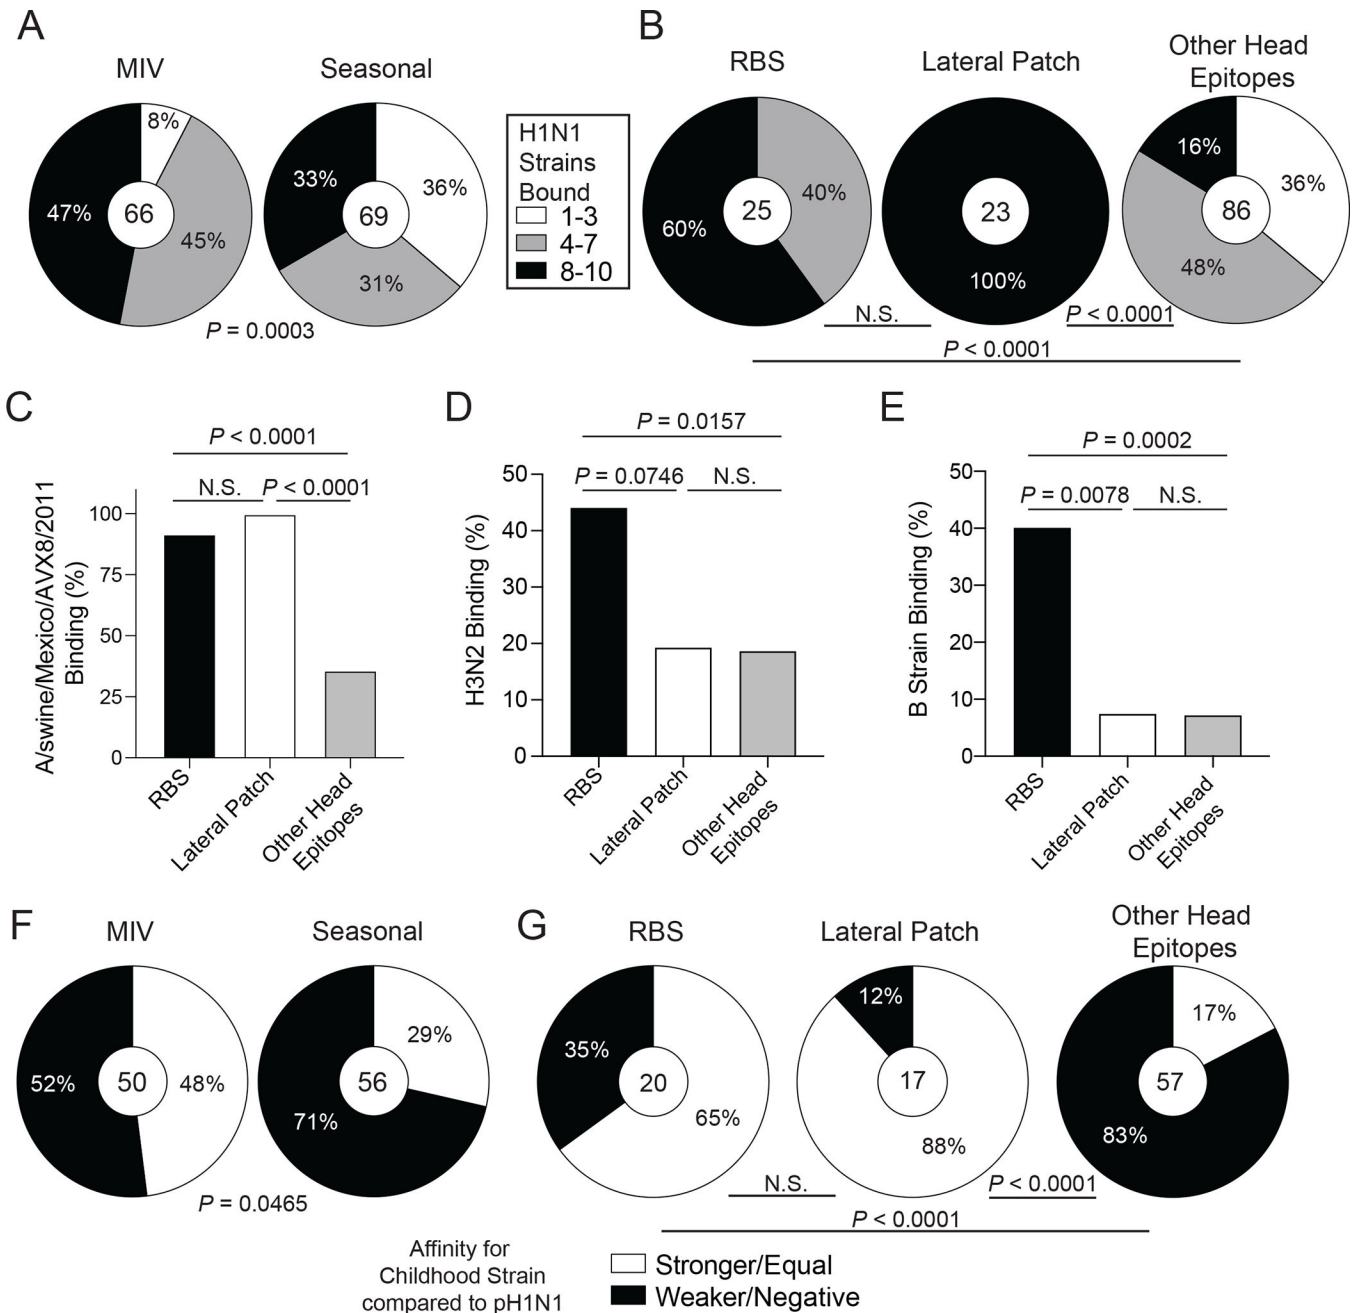 A
MIV
8%
47%
66
45%
Seasonal
33%
36%
69
31%
P = 0.0003
H1N1
Strains
Bound
1-3
4-7
8-10
B
RBS
40%
25
60%
Lateral Patch
23
100%
Other Head
Epitopes
16%
36%
86
48%
N.S.
P < 0.0001
P < 0.0001
C
P < 0.0001
N.S.
P < 0.0001
A/swine/Mexico/AVX8/2011
Binding (%)
100
75
50
25
0
RBS
Lateral Patch
Other Head
Epitopes
D
P = 0.0157
P = 0.0746
N.S.
H3N2 Binding (%)
50
40
30
20
10
0
RBS
Lateral Patch
Other Head
Epitopes
E
P = 0.0002
P = 0.0078
N.S.
B Strain Binding (%)
50
40
30
20
10
0
RBS
Lateral Patch
Other Head
Epitopes
F
MIV
52%
50
48%
Seasonal
29%
56
71%
P = 0.0465
G
RBS
35%
20
65%
Lateral Patch
12%
17
88%
Other Head
Epitopes
17%
57
83%
N.S.
P < 0.0001
P < 0.0001
Affinity for
Childhood Strain
compared to pH1N1
Stronger/Equal
Weaker/Negative